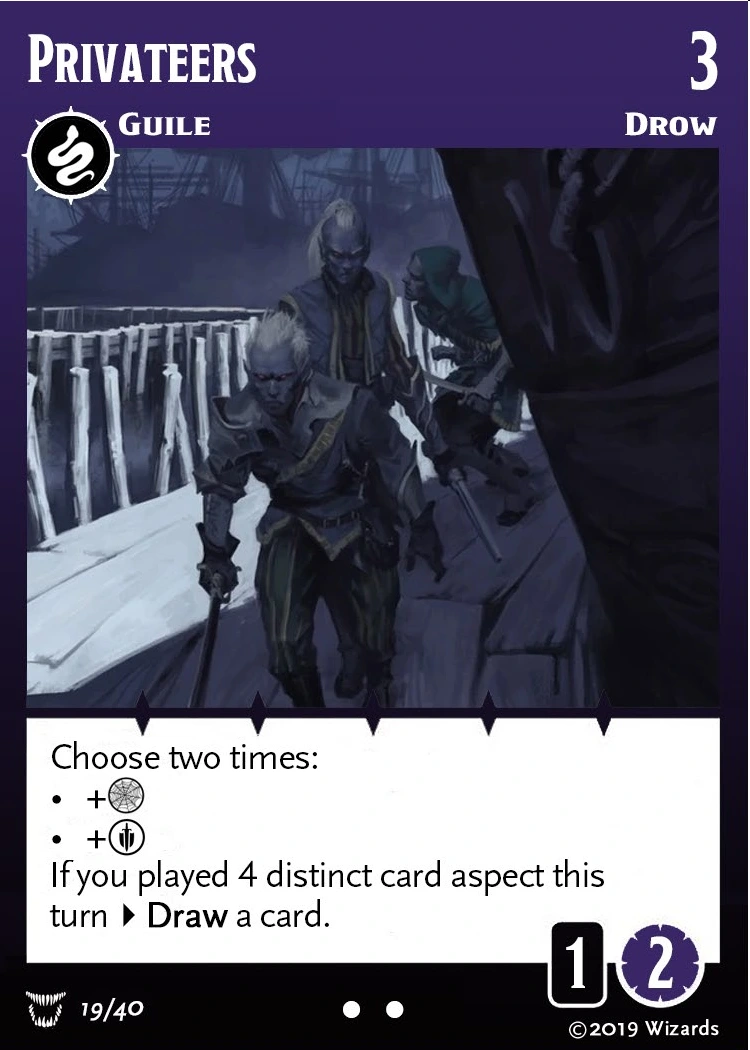 PRIVATEERS 3
GUILE DROW
Choose two times:
• +
• +
If you played 4 distinct card aspect this
turn ▶ Draw a card.
1 2
19/40
©2019 Wizards